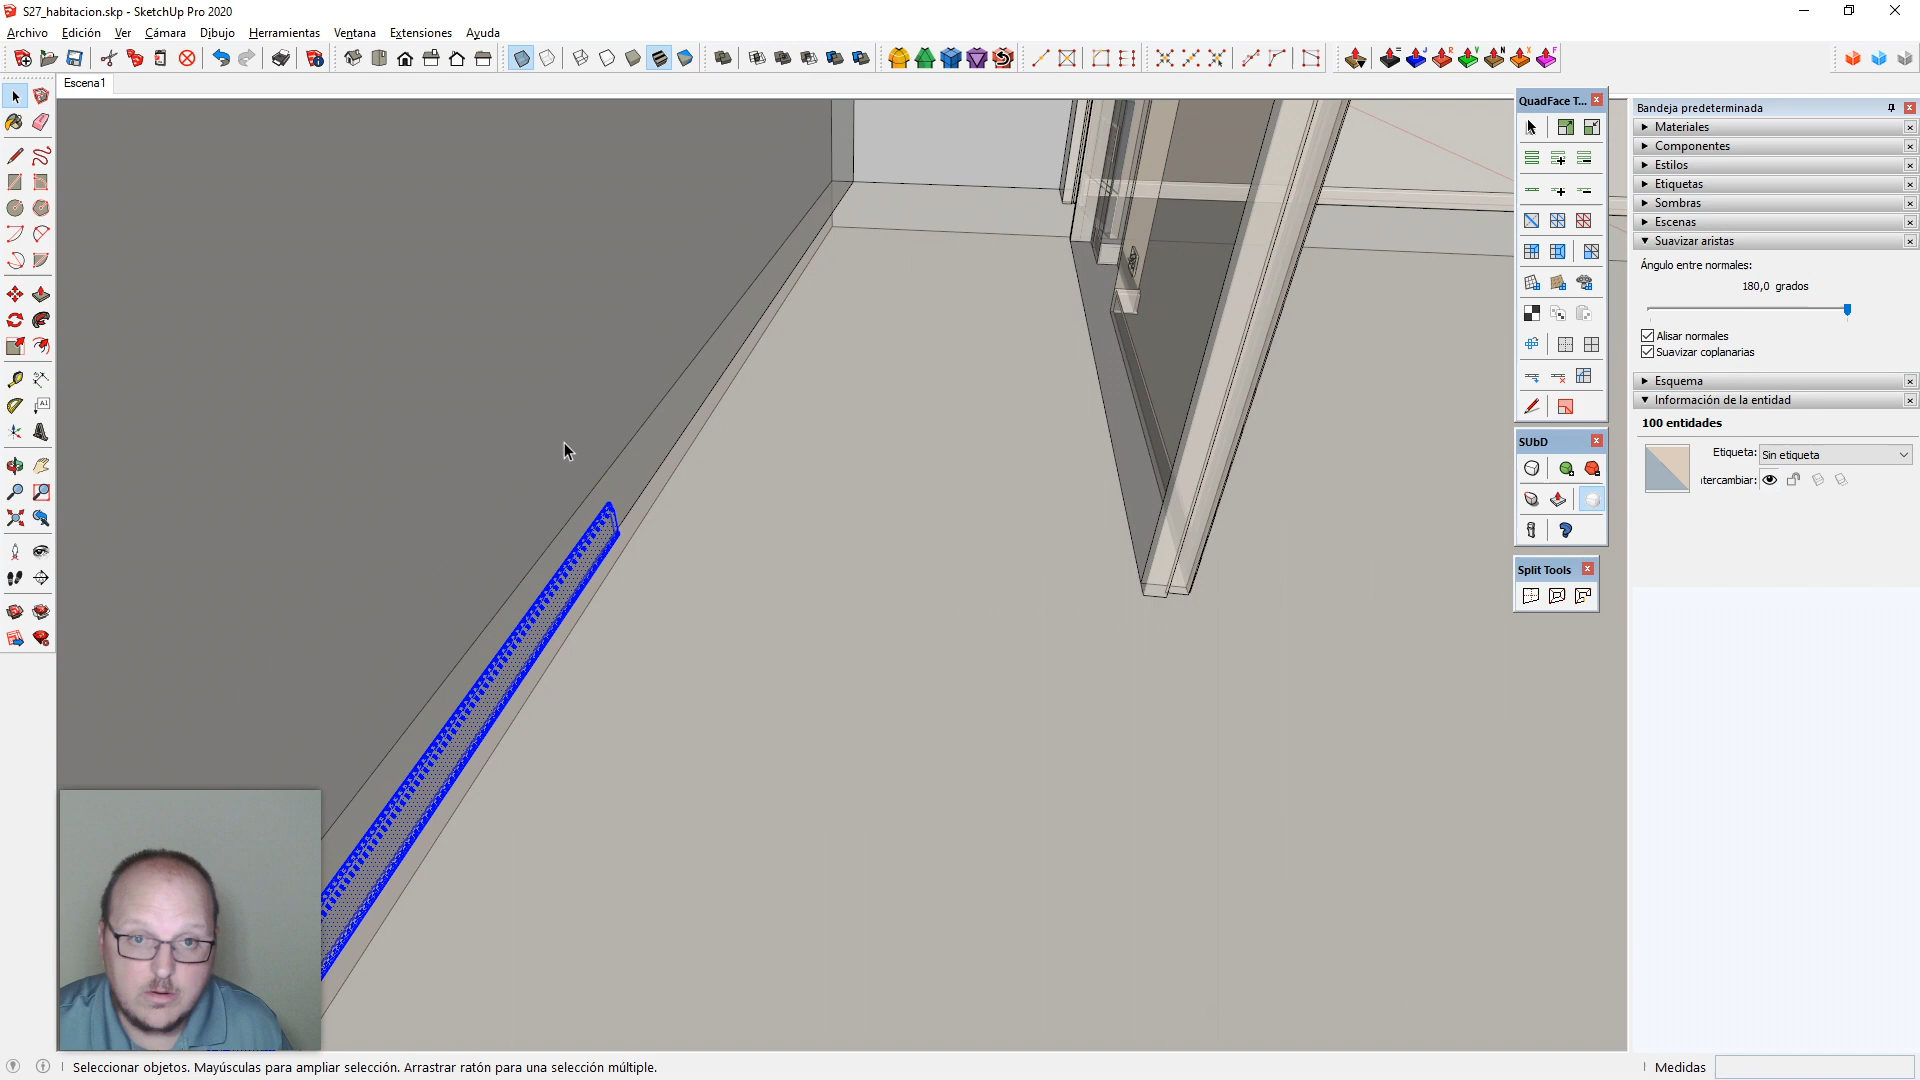 S27_habitacion.skp - SketchUp Pro 2020
Archivo Edición Ver Cámara Dibujo Herramientas Ventana Extensiones Ayuda
Escena1
QuadFace T...
Bandeja predeterminada
Materiales
Componentes
Estilos
Etiquetas
Sombras
Escenas
Suavizar aristas
Ángulo entre normales:
180,0 grados
Alisar normales
Suavizar coplanarias
Esquema
Información de la entidad
100 entidades
Etiqueta: Sin etiqueta
ntercambiar:
SUbD
Split Tools
Seleccionar objetos. Mayúsculas para ampliar selección. Arrastrar ratón para una selección múltiple.
Medidas